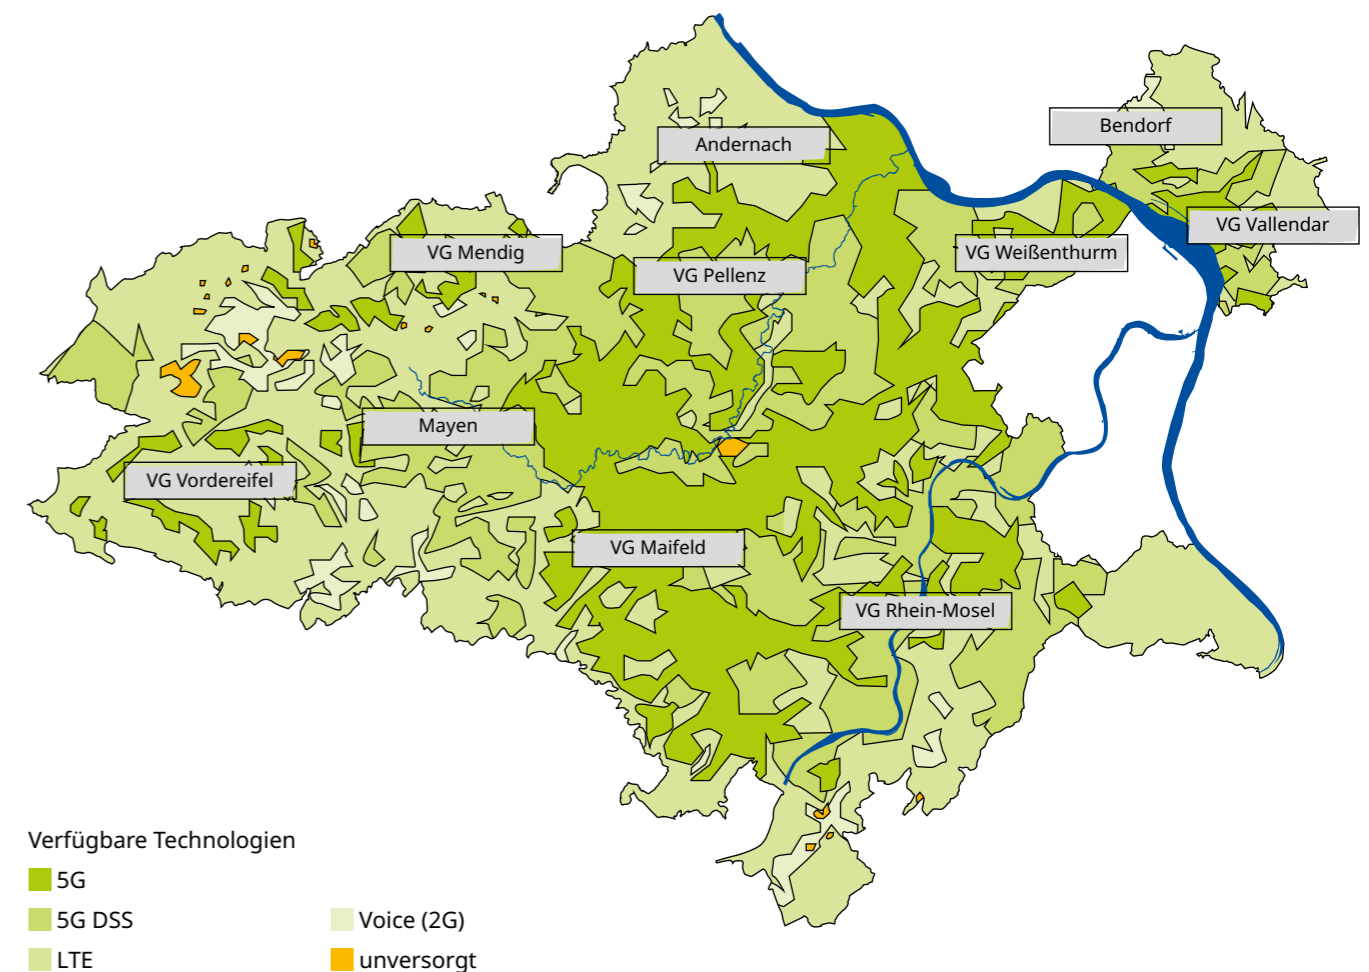 Andernach
Bendorf
VG Vallendar
VG Mendig
VG Pellenz
VG Weißenthurm
Mayen
VG Vordereifel
VG Maifeld
VG Rhein-Mosel
Verfügbare Technologien
5G
5G DSS
LTE
Voice (2G)
unversorgt